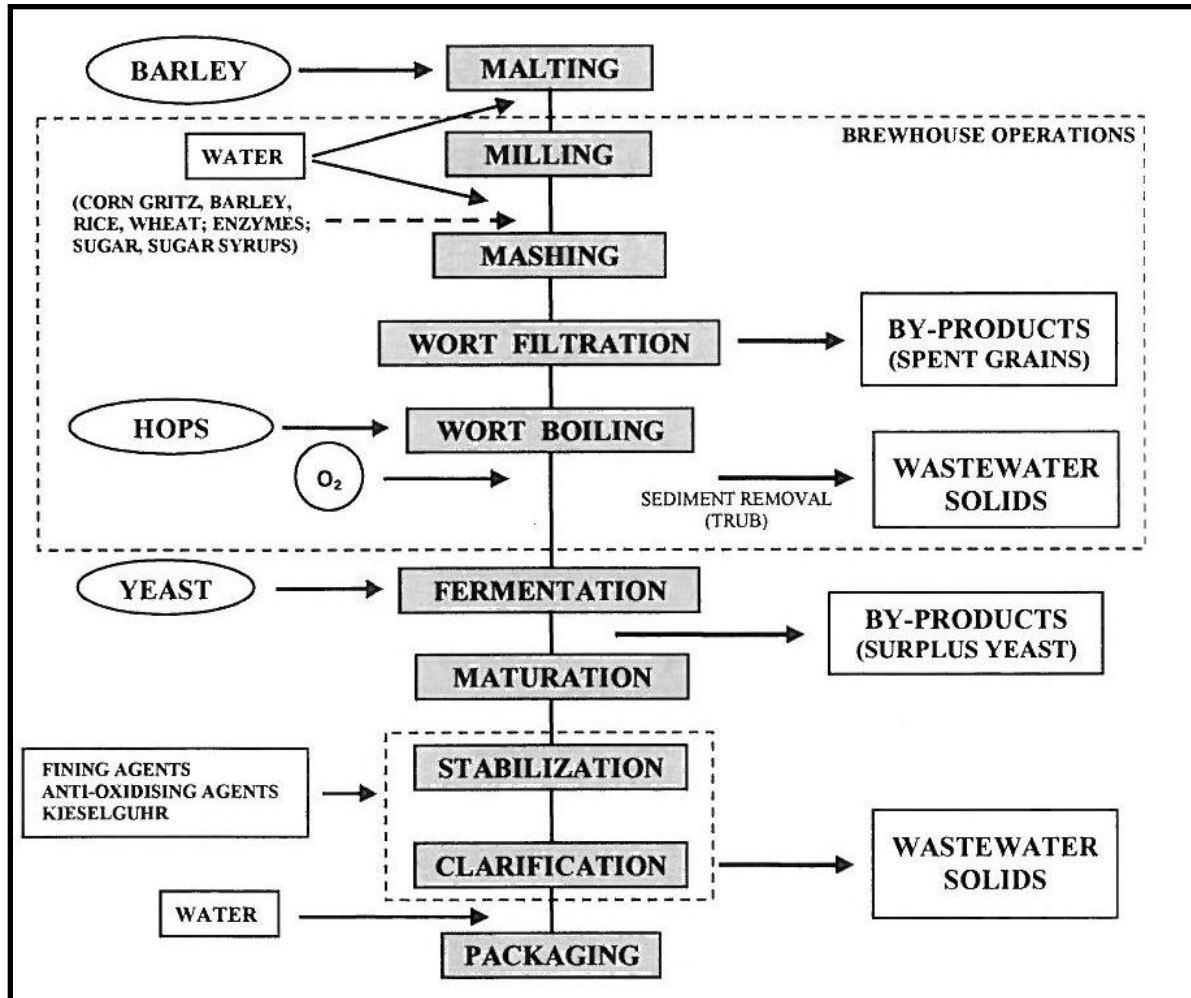 BARLEY
MALTING
BREWHOUSE OPERATIONS
WATER
MILLING
(CORN GRITZ, BARLEY,
RICE, WHEAT; ENZYMES;
SUGAR, SUGAR SYRUPS)
MASHING
WORT FILTRATION
BY-PRODUCTS
(SPENT GRAINS)
HOPS
WORT BOILING
O₂
SEDIMENT REMOVAL
(TRUB)
WASTEWATER
SOLIDS
YEAST
FERMENTATION
BY-PRODUCTS
(SURPLUS YEAST)
MATURATION
STABILIZATION
FINING AGENTS
ANTI-OXIDISING AGENTS
KIESELGUHR
CLARIFICATION
WASTEWATER
SOLIDS
WATER
PACKAGING